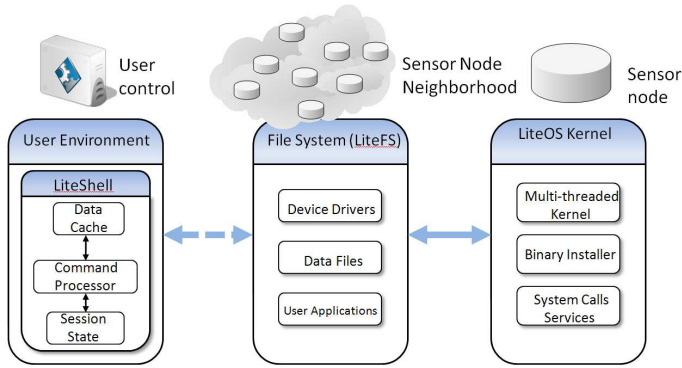 User
control
Sensor Node
Neighborhood
Sensor
node
User Environment
LiteShell
Data
Cache
Command
Processor
Session
State
File System (LiteFS)
Device Drivers
Data Files
User Applications
LiteOS Kernel
Multi-threaded
Kernel
Binary Installer
System Calls
Services